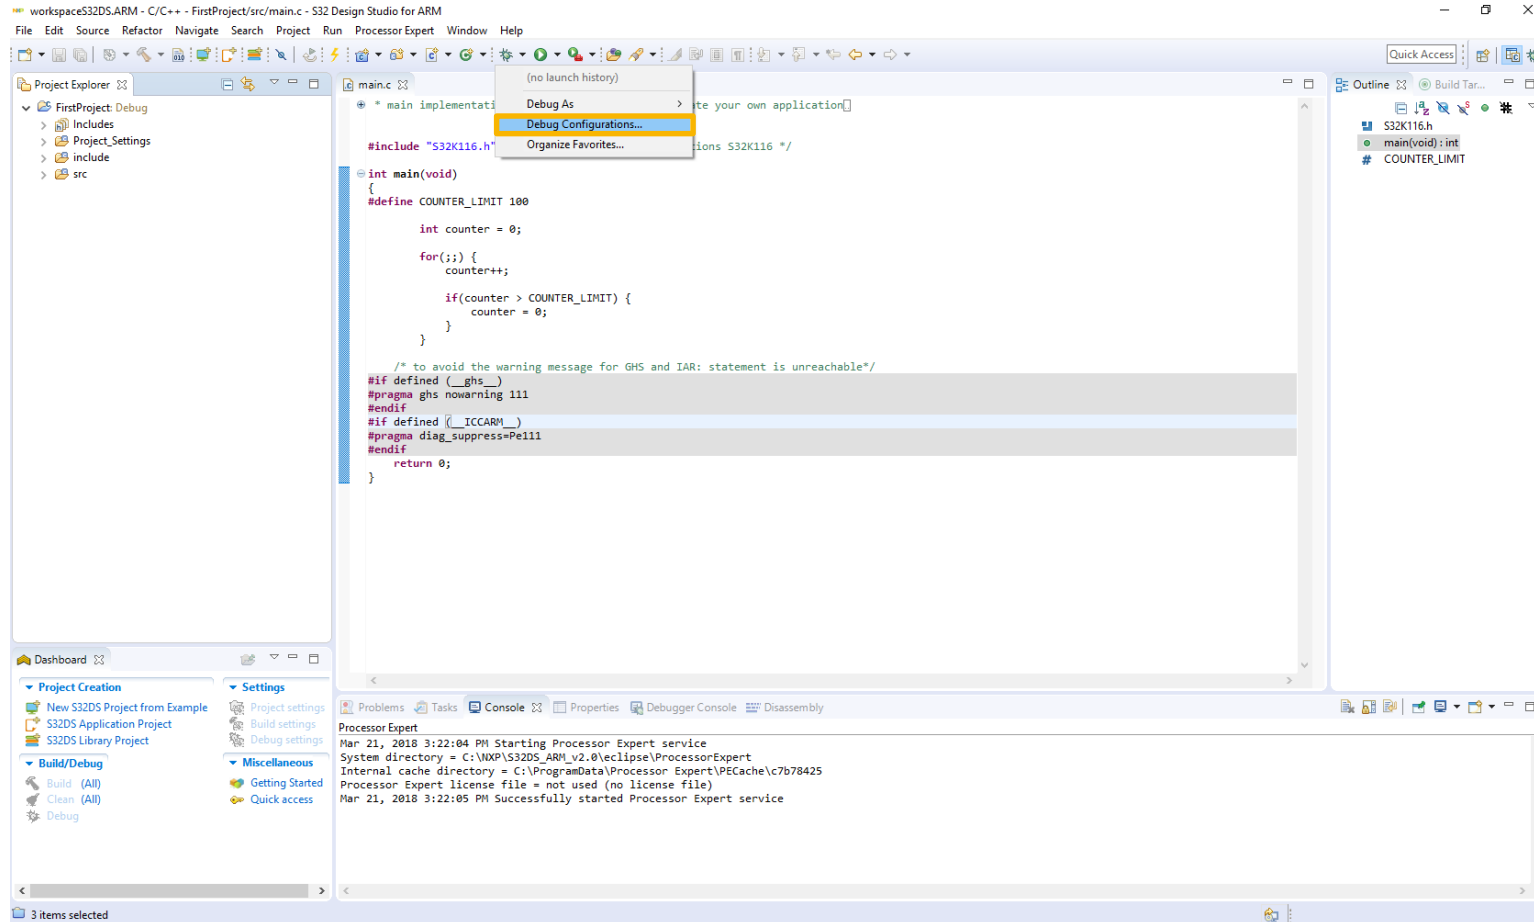 workspaceS32DS.ARM - C/C++ - FirstProject/src/main.c - S32 Design Studio for ARM
File Edit Source Refactor Navigate Search Project Run Processor Expert Window Help
Quick Access
Project Explorer
FirstProject: Debug
Includes
Project_Settings
include
src
main.c
(no launch history)
Debug As
Debug Configurations...
Organize Favorites...
* main implementati
te your own application
#include "S32K116.h"
ions S32K116 */
int main(void)
{
#define COUNTER_LIMIT 100
int counter = 0;
for(;;) {
counter++;
if(counter > COUNTER_LIMIT) {
counter = 0;
}
}
/* to avoid the warning message for GHS and IAR: statement is unreachable*/
#if defined (__ghs__)
#pragma ghs nowarning 111
#endif
#if defined (__ICCARM__)
#pragma diag_suppress=Pe111
#endif
return 0;
}
Outline Build Tar...
S32K116.h
main(void) : int
COUNTER_LIMIT
Dashboard
Project Creation
New S32DS Project from Example
S32DS Application Project
S32DS Library Project
Build/Debug
Build (All)
Clean (All)
Debug
Settings
Project settings
Build settings
Debug settings
Miscellaneous
Getting Started
Quick access
Problems Tasks Console Properties Debugger Console Disassembly
Processor Expert
Mar 21, 2018 3:22:04 PM Starting Processor Expert service
System directory = C:\NXP\S32DS_ARM_v2.0\eclipse\ProcessorExpert
Internal cache directory = C:\ProgramData\Processor Expert\PECache\c7b78425
Processor Expert license file = not used (no license file)
Mar 21, 2018 3:22:05 PM Successfully started Processor Expert service
3 items selected